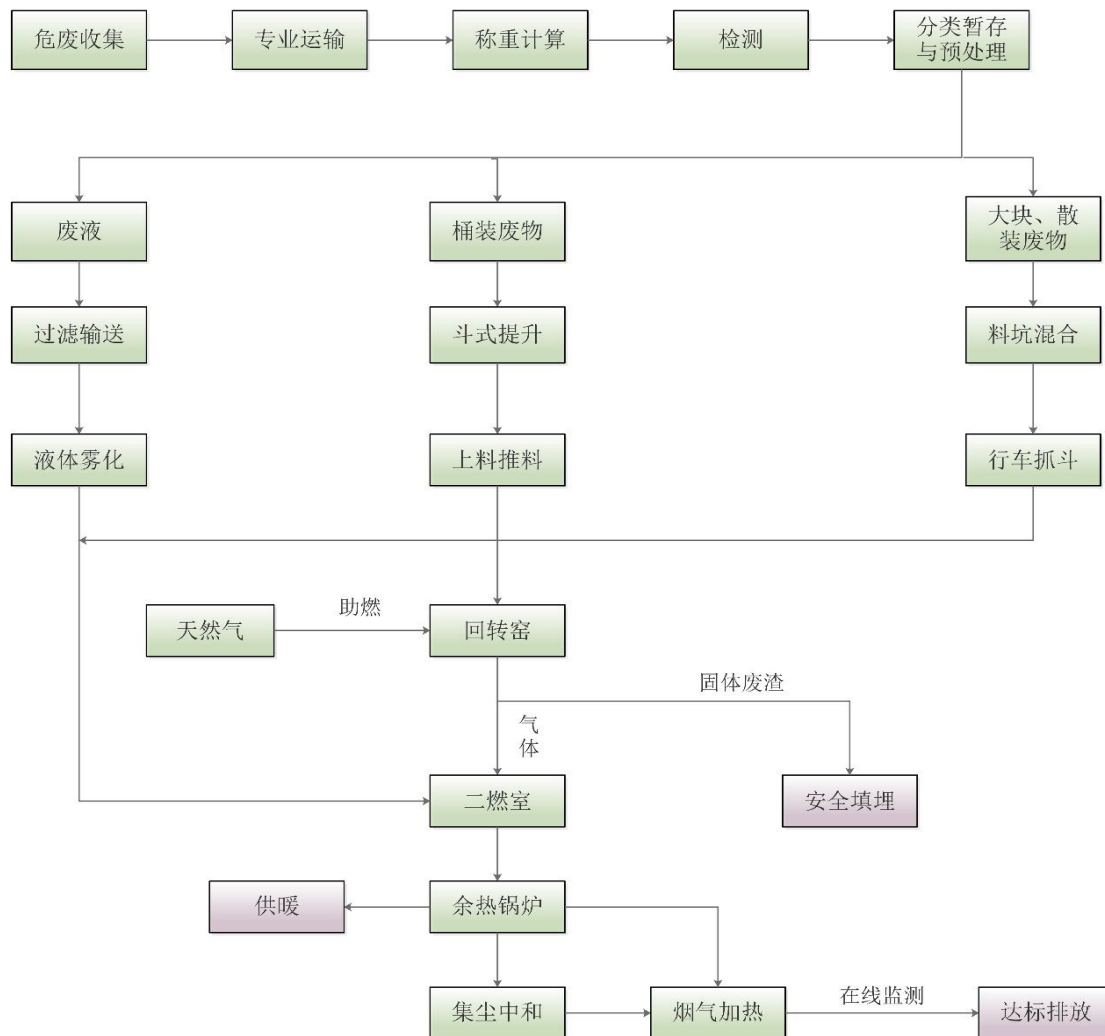 危废收集
专业运输
称重计算
检测
分类暂存
与预处理
废液
桶装废物
大块、散
装废物
过滤输送
斗式提升
料坑混合
液体雾化
上料推料
行车抓斗
天然气
助燃
回转窑
固体废渣
气
体
二燃室
安全填埋
供暖
余热锅炉
集尘中和
烟气加热
在线监测
达标排放